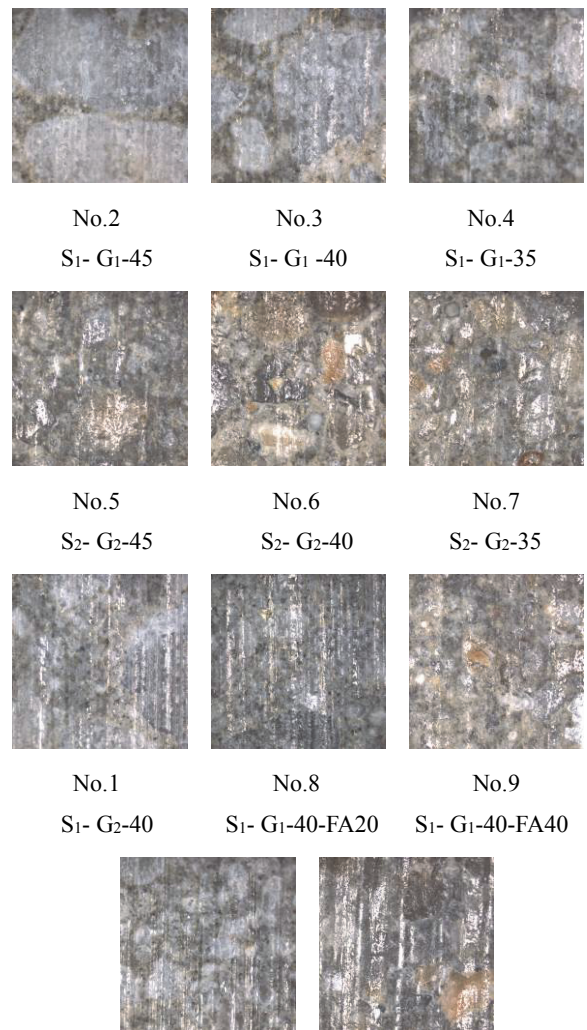 No.2 No.3 No.4
S₁- G₁-45 S₁- G₁ -40 S₁- G₁-35
No.5 No.6 No.7
S₂- G₂-45 S₂- G₂-40 S₂- G₂-35
No.1 No.8 No.9
S₁- G₂-40 S₁- G₁-40-FA20 S₁- G₁-40-FA40